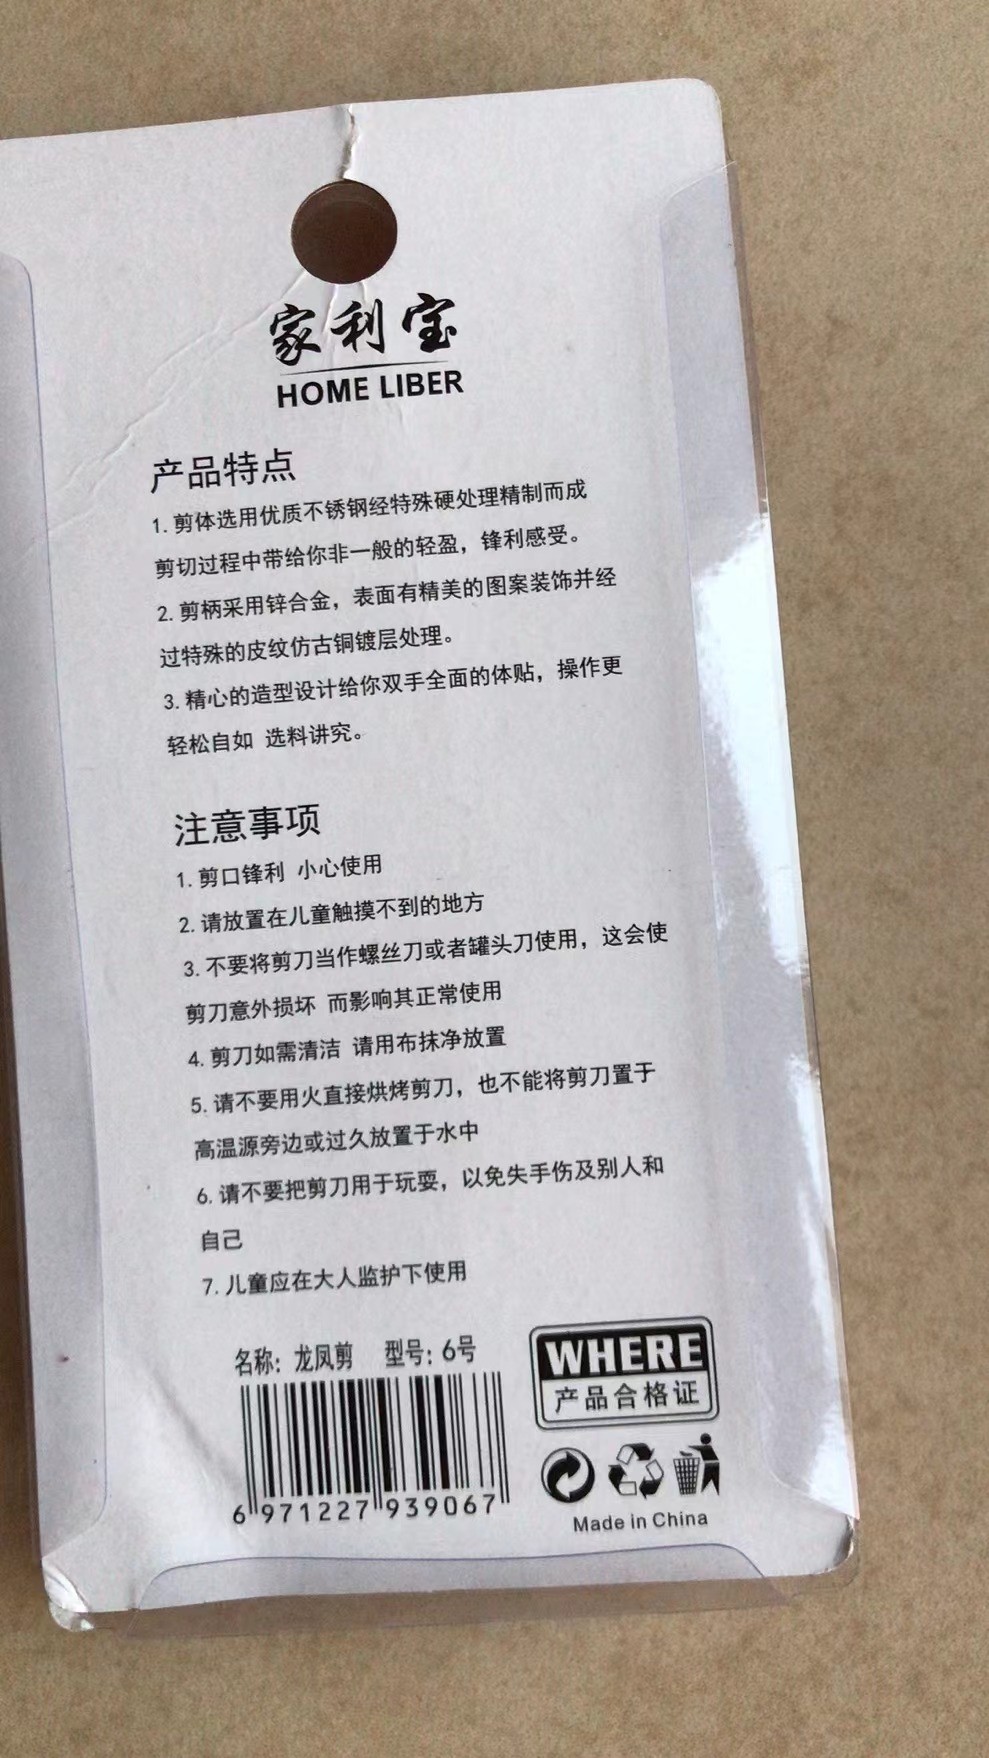 家利宝
HOME LIBER
产品特点
1. 剪体选用优质不锈钢经特殊硬处理精制而成
剪切过程中带给你非一般的轻盈，锋利感受。
2. 剪柄采用锌合金，表面有精美的图案装饰并经
过特殊的皮纹仿古铜镀层处理。
3. 精心的造型设计给你双手全面的体贴，操作更
轻松自如 选料讲究。
注意事项
1. 剪口锋利 小心使用
2. 请放置在儿童触摸不到的地方
3. 不要将剪刀当作螺丝刀或者罐头刀使用，这会使
剪刀意外损坏 而影响其正常使用
4. 剪刀如需清洁 请用布抹净放置
5. 请不要用火直接烘烤剪刀，也不能将剪刀置于
高温源旁边或过久放置于水中
6. 请不要把剪刀用于玩耍，以免失手伤及别人和
自己
7. 儿童应在大人监护下使用
名称：龙凤剪 型号：6号
6 971227 939067
WHERE
产品合格证
Made in China